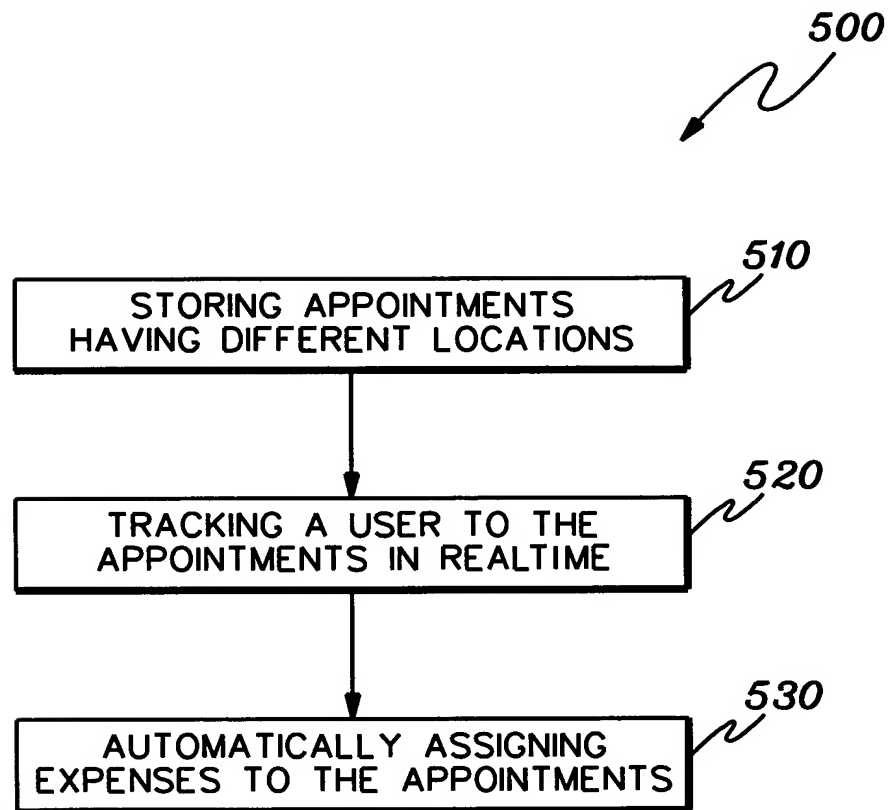 500
510
STORING APPOINTMENTS
HAVING DIFFERENT LOCATIONS
520
TRACKING A USER TO THE
APPOINTMENTS IN REALTIME
530
AUTOMATICALLY ASSIGNING
EXPENSES TO THE APPOINTMENTS